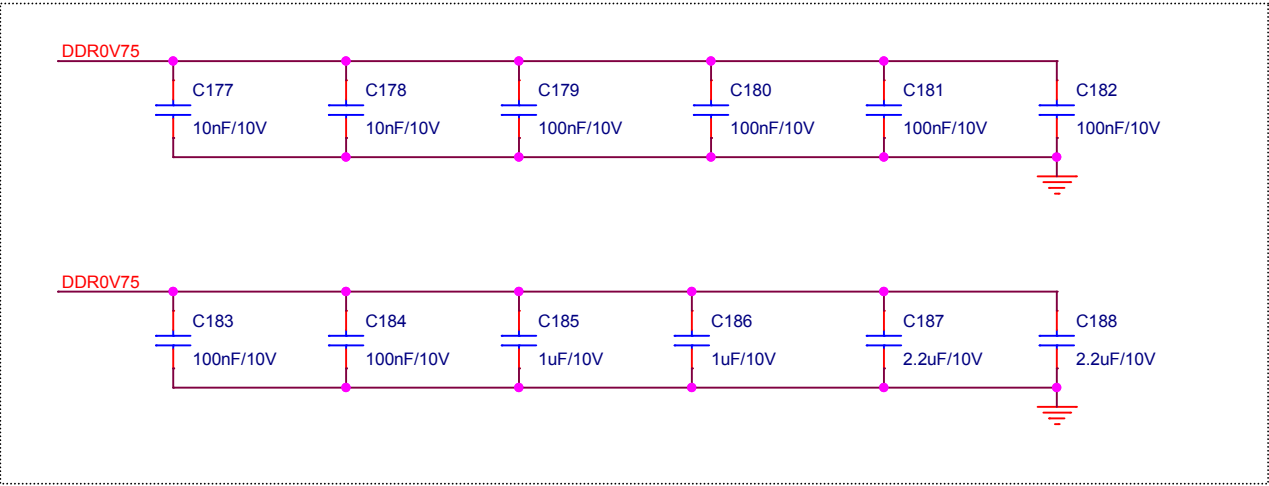 DDR0V75
C177 C178 C179 C180 C181 C182
10nF/10V 10nF/10V 100nF/10V 100nF/10V 100nF/10V 100nF/10V
DDR0V75
C183 C184 C185 C186 C187 C188
100nF/10V 100nF/10V 1uF/10V 1uF/10V 2.2uF/10V 2.2uF/10V